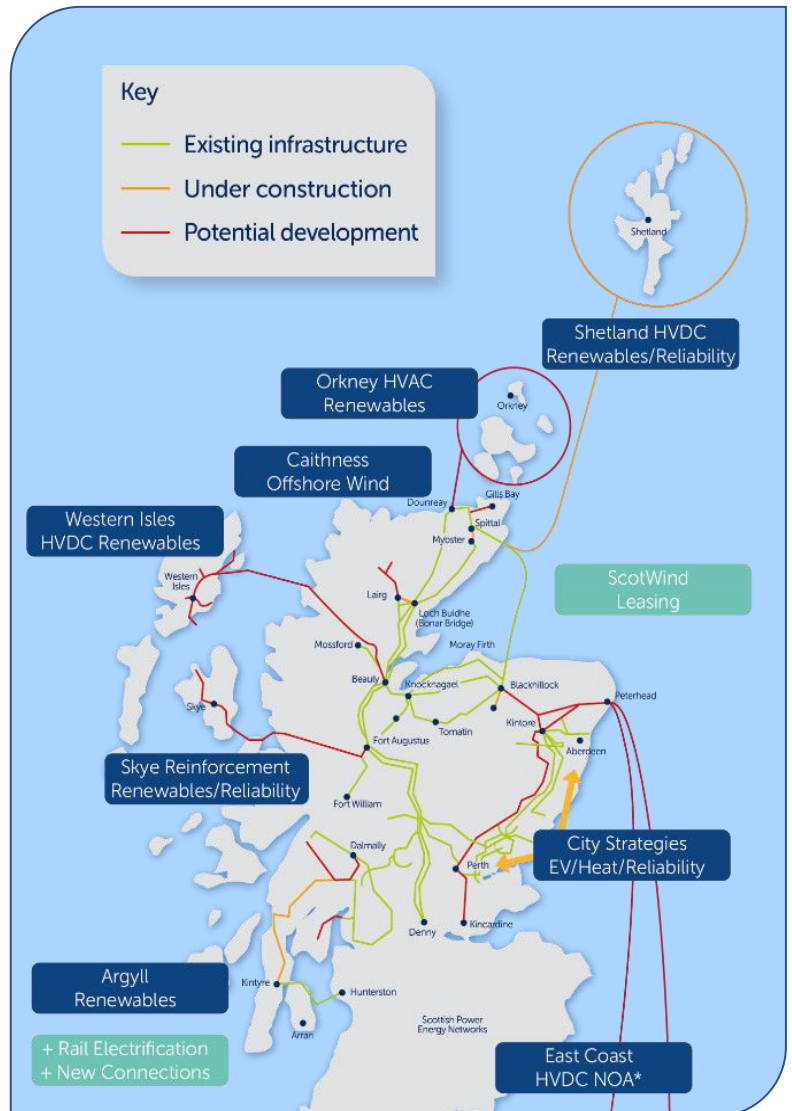 Key
Existing infrastructure
Under construction
Potential development
Shetland
Shetland HVDC
Renewables/Reliability
Orkney HVAC
Renewables
Orkney
Caithness
Offshore Wind
Dounreay
Gills Bay
Spittal
Mybster
Western Isles
HVDC Renewables
Western
Isles
ScotWind
Leasing
Lairg
Loch Buidhe
(Bonar Bridge)
Mossford
Moray Firth
Beauly
Knocknagael
Blackhillock
Peterhead
Skye
Kintore
Tomatin
Aberdeen
Fort Augustus
Skye Reinforcement
Renewables/Reliability
Fort William
City Strategies
EV/Heat/Reliability
Dalmally
Perth
Denny
Kincardine
Argyll
Renewables
Kintyre
Hunterston
Arran
Scottish Power
Energy Networks
+ Rail Electrification
+ New Connections
East Coast
HVDC NOA*